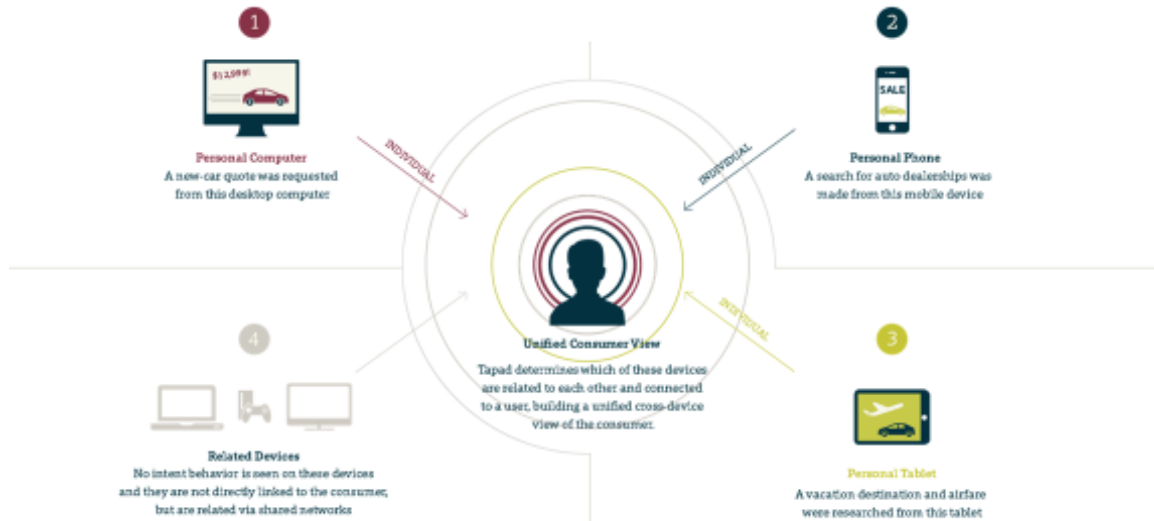 1
$12,999!
Personal Computer
A new-car quote was requested
from this desktop computer
INDIVIDUAL
2
SALE
Personal Phone
A search for auto dealerships was
made from this mobile device
INDIVIDUAL
Unified Consumer View
Tapad determines which of these devices
are related to each other and connected
to a user, building a unified cross-device
view of the consumer.
4
Related Devices
No intent behavior is seen on these devices
and they are not directly linked to the consumer,
but are related via shared networks
INDIVIDUAL
3
Personal Tablet
A vacation destination and airfare
were researched from this tablet